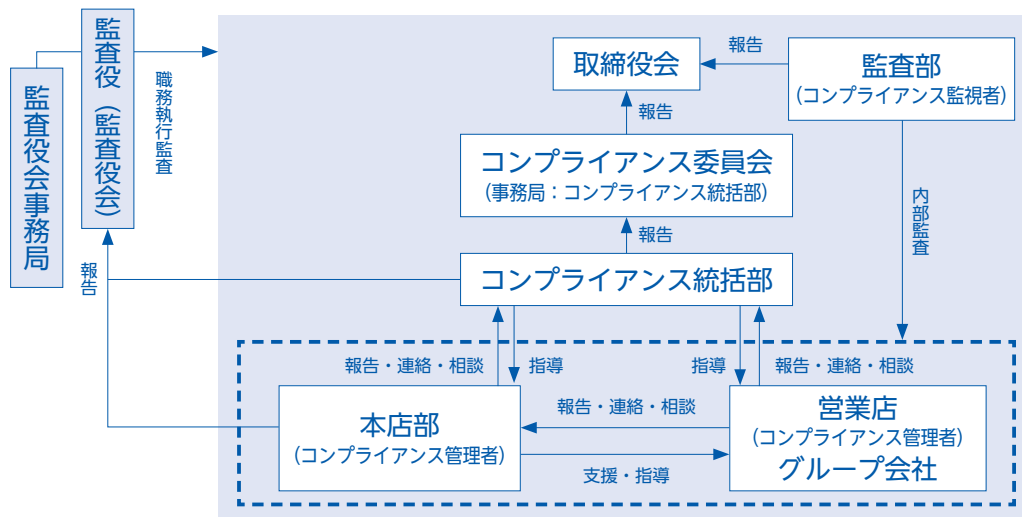 監査役会事務局
監査役（監査役会）
職務執行監査
報告
取締役会
報告
監査部
（コンプライアンス監視者）
報告
コンプライアンス委員会
（事務局：コンプライアンス統括部）
内部監査
報告
コンプライアンス統括部
報告・連絡・相談
指導
指導
報告・連絡・相談
本店部
（コンプライアンス管理者）
報告・連絡・相談
支援・指導
営業店
（コンプライアンス管理者）
グループ会社